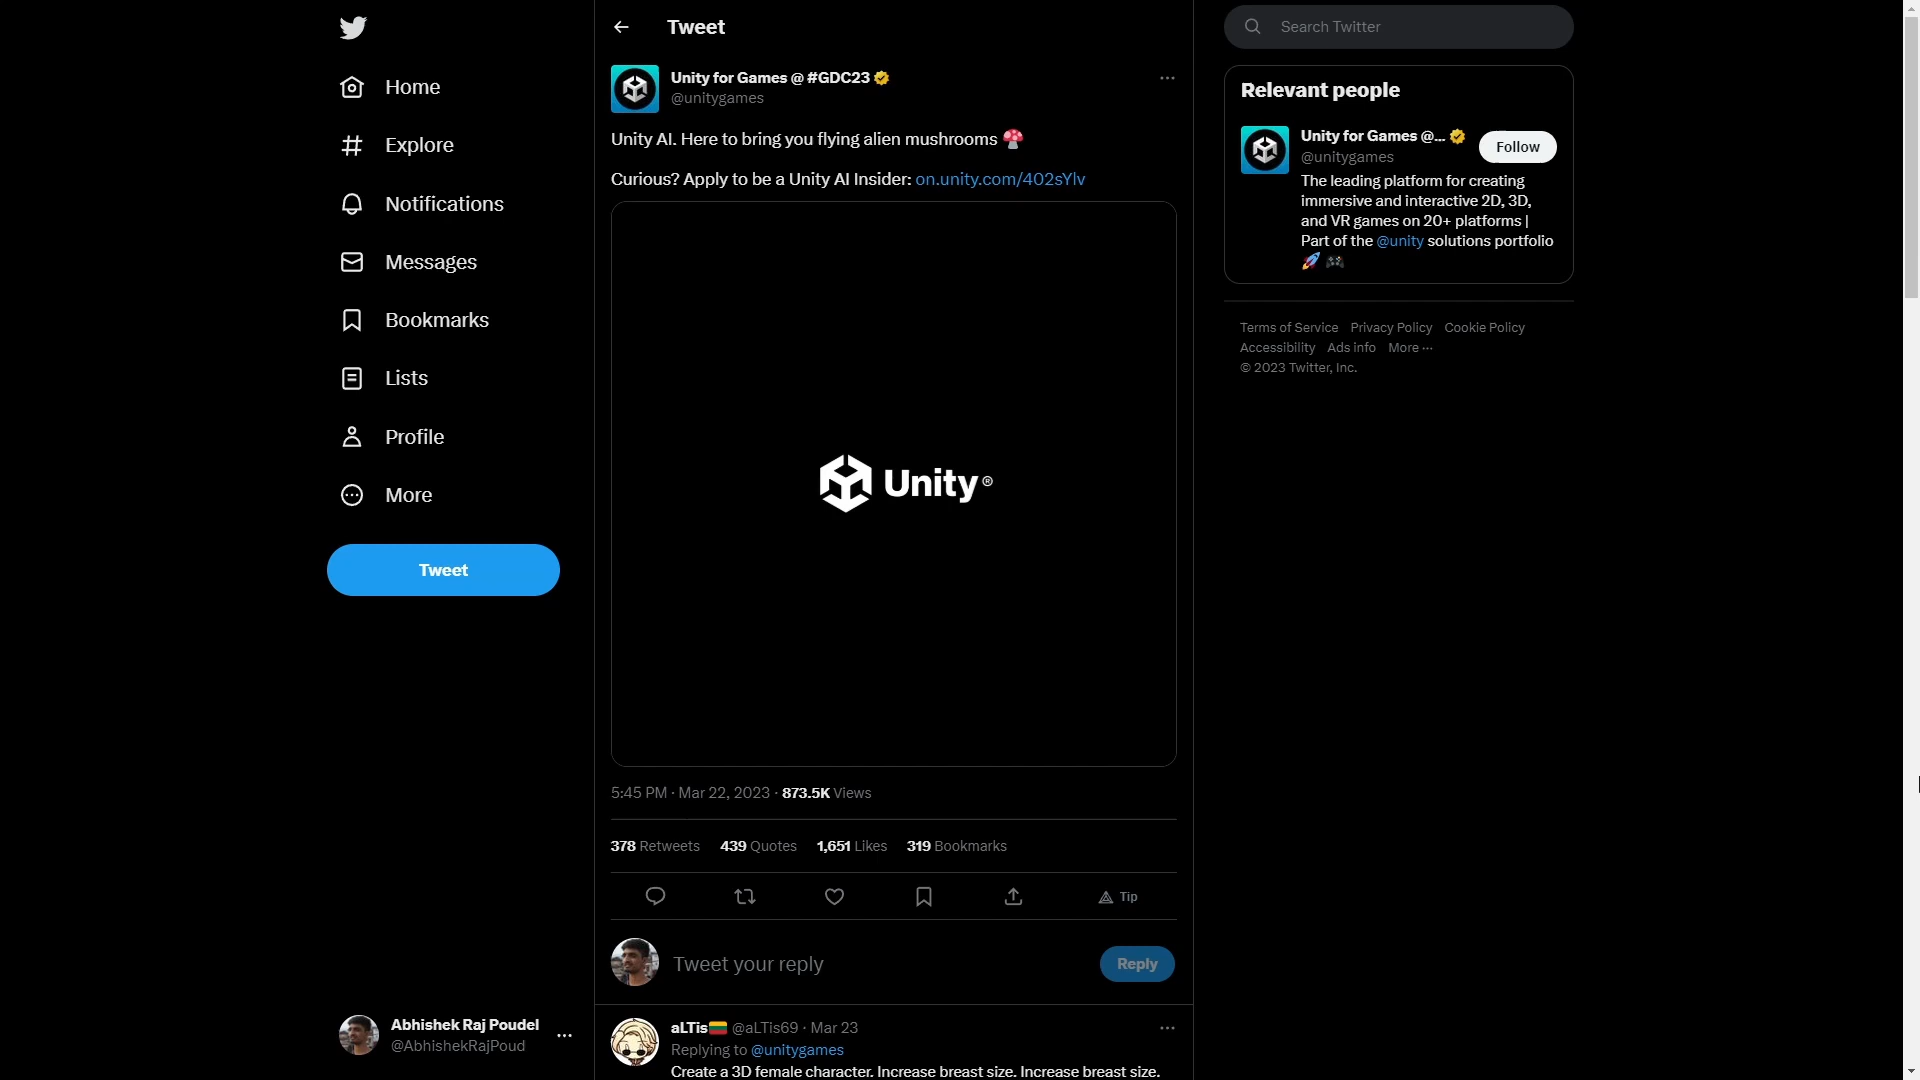 Home
Explore
Notifications
Messages
Bookmarks
Lists
Profile
More
Tweet
Abhishek Raj Poudel
@AbhishekRajPoud
Tweet
Unity for Games @ #GDC23
@unitygames
Unity AI. Here to bring you flying alien mushrooms 🍄
Curious? Apply to be a Unity AI Insider: on.unity.com/402sYlv
Unity®
5:45 PM · Mar 22, 2023 · 873.5K Views
378 Retweets 439 Quotes 1,651 Likes 319 Bookmarks
Tip
Tweet your reply
Reply
aLTis🇱🇹 @aLTis69 · Mar 23
Replying to @unitygames
Create a 3D female character. Increase breast size. Increase breast size.
Search Twitter
Relevant people
Unity for Games @...
Follow
@unitygames
The leading platform for creating
immersive and interactive 2D, 3D,
and VR games on 20+ platforms |
Part of the @unity solutions portfolio
🚀 🎮
Terms of Service Privacy Policy Cookie Policy
Accessibility Ads info More ···
© 2023 Twitter, Inc.